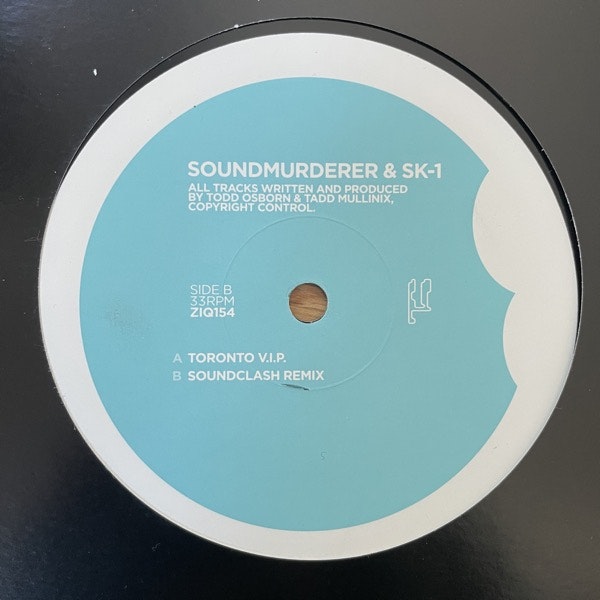 SOUNDMURDERER & SK-1
ALL TRACKS WRITTEN AND PRODUCED
BY TODD OSBORN & TADD MULLINIX,
COPYRIGHT CONTROL.
SIDE B
33RPM
ZIQ154
A TORONTO V.I.P.
B SOUNDCLASH REMIX